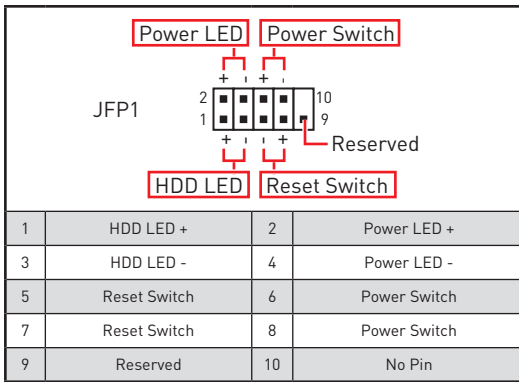 Power LED Power Switch
+ - + -
2 10
JFP1
1 9
+ - - +
Reserved
HDD LED Reset Switch
1 HDD LED + 2 Power LED +
3 HDD LED - 4 Power LED -
5 Reset Switch 6 Power Switch
7 Reset Switch 8 Power Switch
9 Reserved 10 No Pin